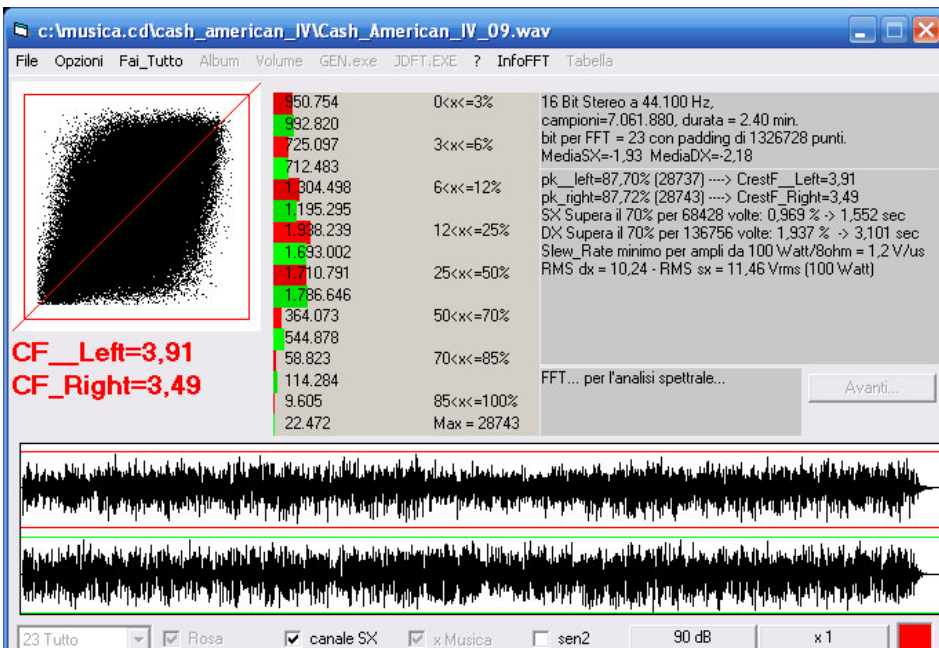 c:\musica.cd\cash_american_IV\Cash_American_IV_09.wav
File Opzioni Fai_Tutto Album Volume GEN.exe JDFT.EXE ? InfoFFT Tabella
950.754 0<x<=3%
992.820
725.097 3<x<=6%
712.483
1.304.498 6<x<=12%
1.195.295
1.938.239 12<x<=25%
1.693.002
1.710.791 25<x<=50%
1.786.646
364.073 50<x<=70%
544.878
58.823 70<x<=85%
114.284
9.605 85<x<=100%
22.472 Max = 28743
16 Bit Stereo a 44.100 Hz,
campioni=7.061.880, durata = 2.40 min.
bit per FFT = 23 con padding di 1326728 punti.
MediaSX=-1,93 MediaDX=-2,18
pk__left=87,70% (28737) ----> CrestF__Left=3,91
pk_right=87,72% (28743) ----> CrestF_Right=3,49
SX Supera il 70% per 68428 volte: 0,969 % -> 1,552 sec
DX Supera il 70% per 136756 volte: 1,937 % -> 3,101 sec
Slew_Rate minimo per ampli da 100 Watt/8ohm = 1,2 V/us
RMS dx = 10,24 - RMS sx = 11,46 Vrms (100 Watt)
CF__Left=3,91
CF_Right=3,49
FFT... per l'analisi spettrale...
Avanti...
23 Tutto Rosa canale SX x Musica sen2 90 dB x 1